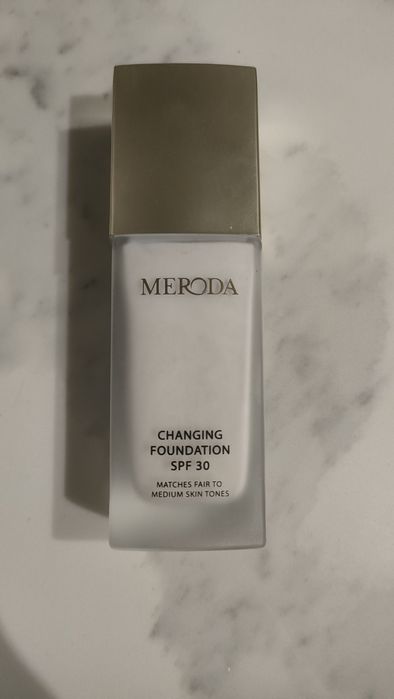 MERODA
CHANGING
FOUNDATION
SPF 30
MATCHES FAIR TO
MEDIUM SKIN TONES